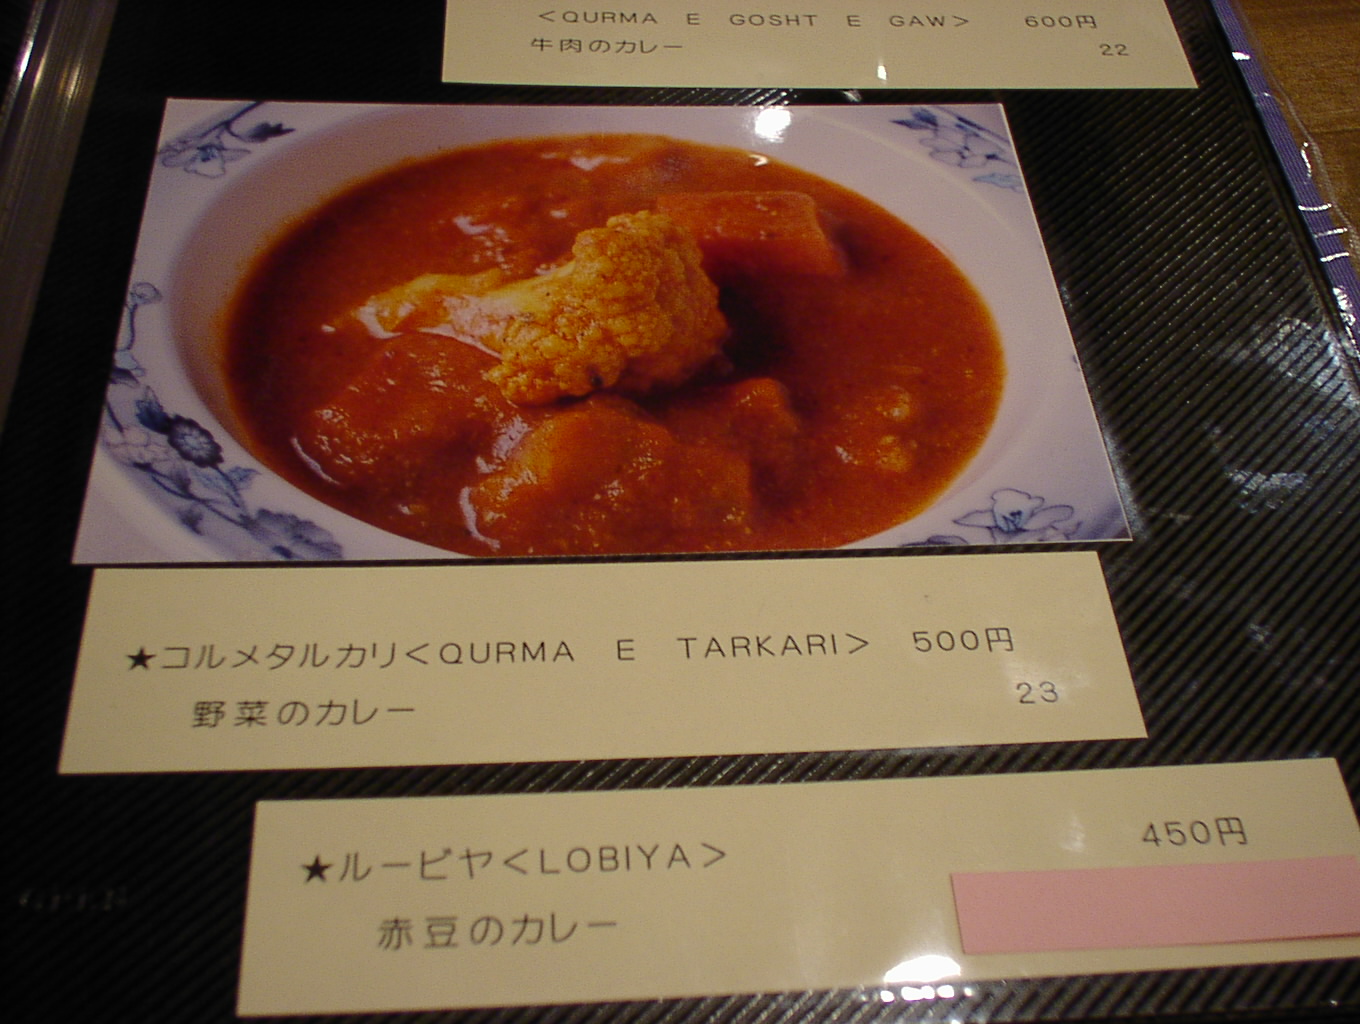 <QURMA E GOSHT E GAW> 600円
牛肉のカレー 22
★コルメタルカリ<QURMA E TARKARI> 500円
野菜のカレー 23
★ルービヤ<LOBIYA> 450円
赤豆のカレー